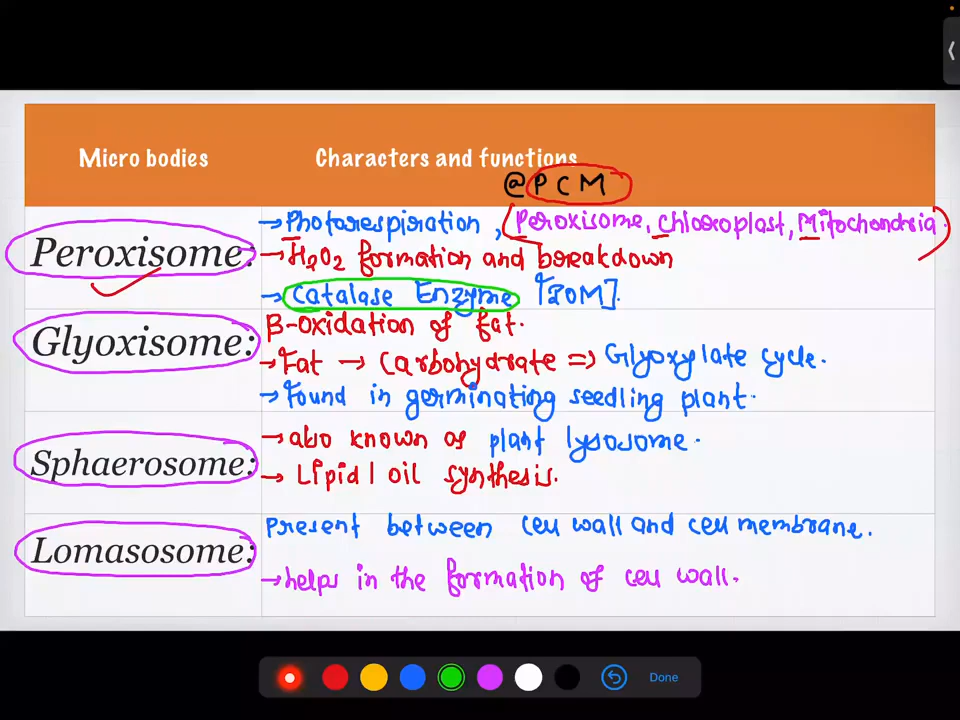 Micro bodies
Characters and functions
@PCM
Peroxisome:
→ Photorespiration, Peroxisome, Chloroplast, Mitochondria.
→ H2O2 formation and breakdown
→ Catalase Enzyme [IOM].
Glyoxisome:
β-oxidation of fat.
→ Fat → Carbohydrate => Glyoxylate cycle.
→ Found in germinating seedling plant.
Sphaerosome:
→ also known as plant lysosome.
→ Lipid | oil synthesis.
Lomasosome:
Present between cell wall and cell membrane.
→ helps in the formation of cell wall.
Done